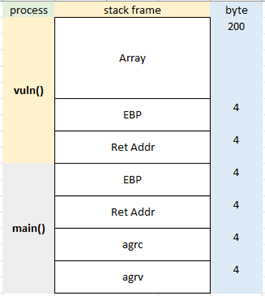 process stack frame byte
200
Array
vuln()
EBP 4
Ret Addr 4
EBP 4
Ret Addr 4
main()
agrc 4
agrv 4